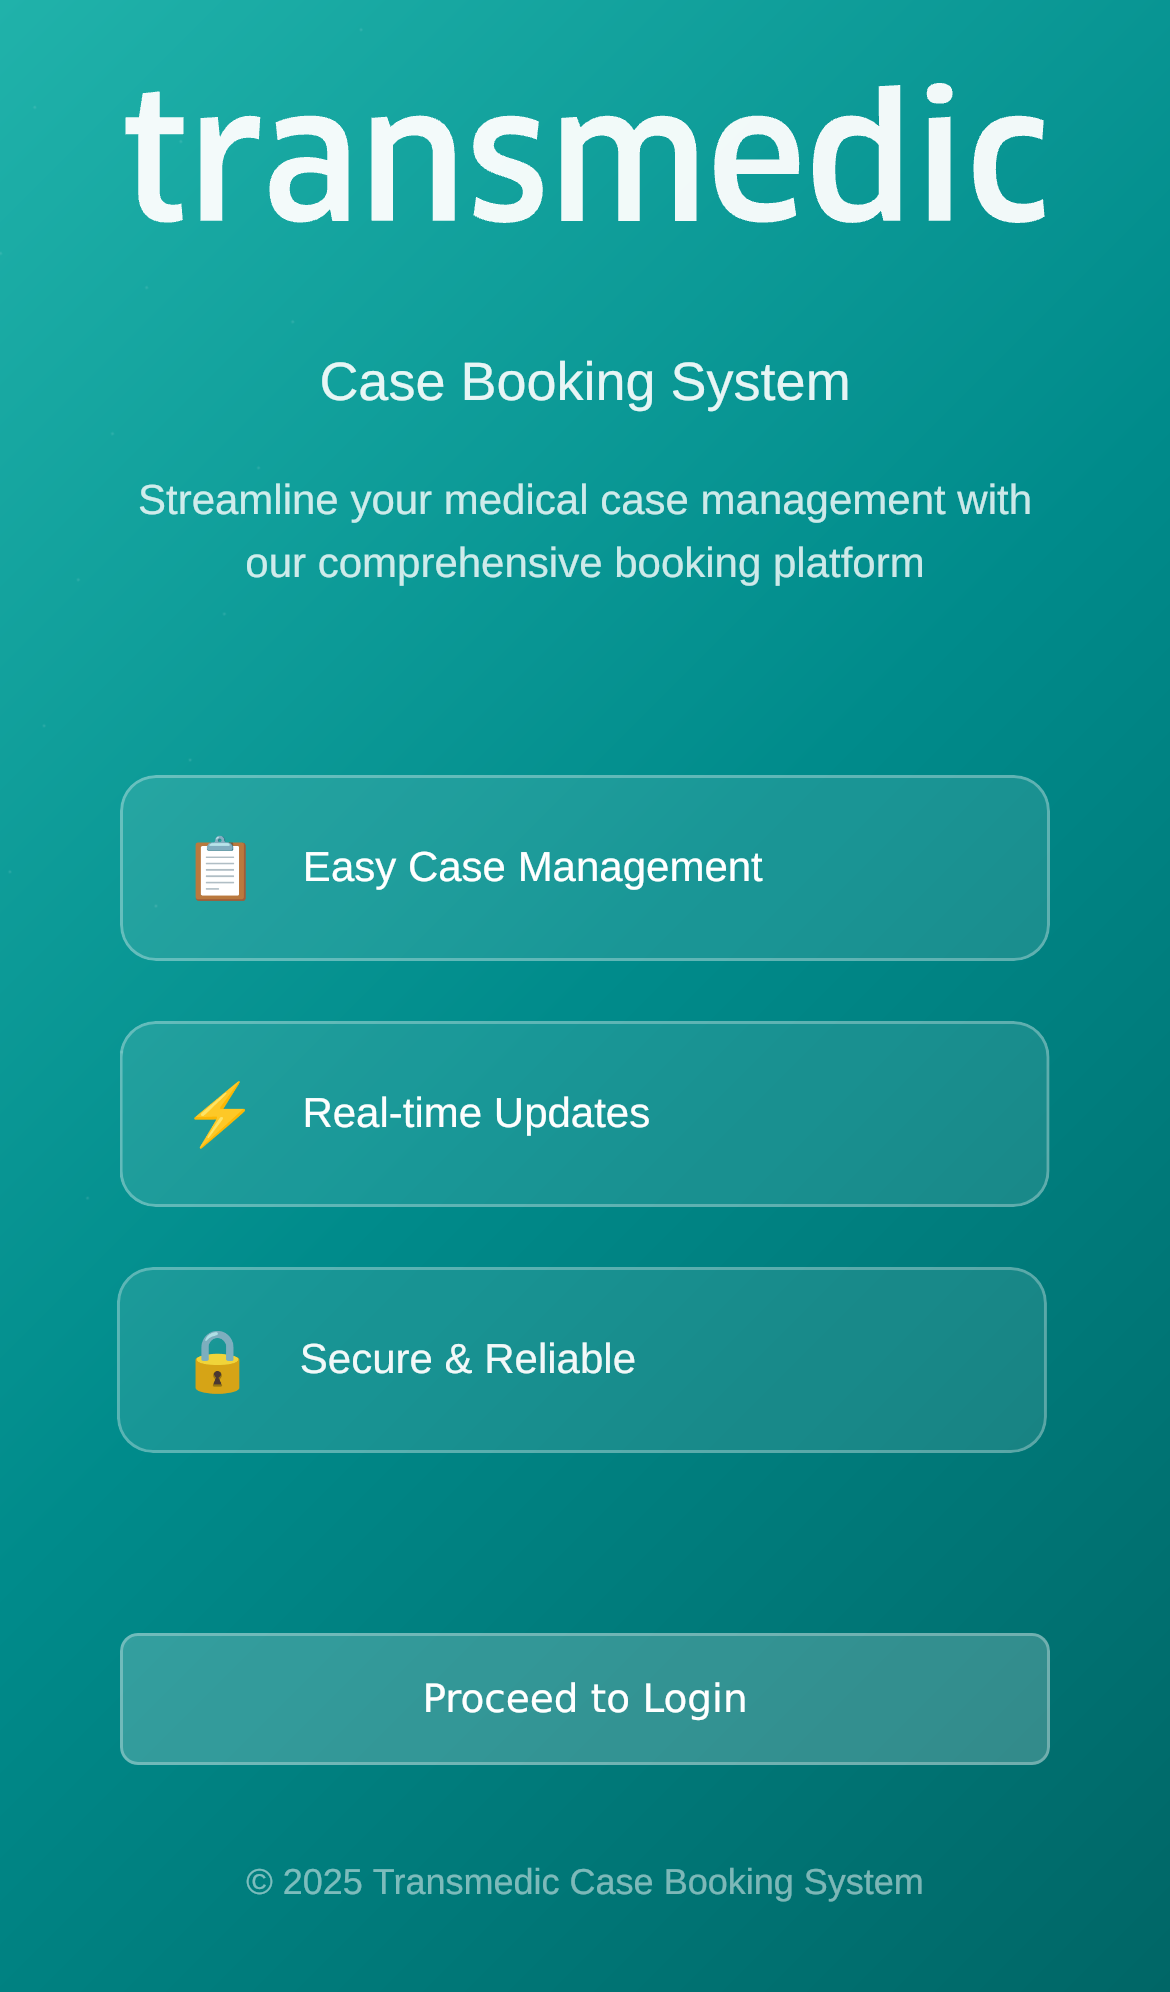 transmedic
Case Booking System
Streamline your medical case management with
our comprehensive booking platform
Easy Case Management
Real-time Updates
Secure & Reliable
Proceed to Login
© 2025 Transmedic Case Booking System